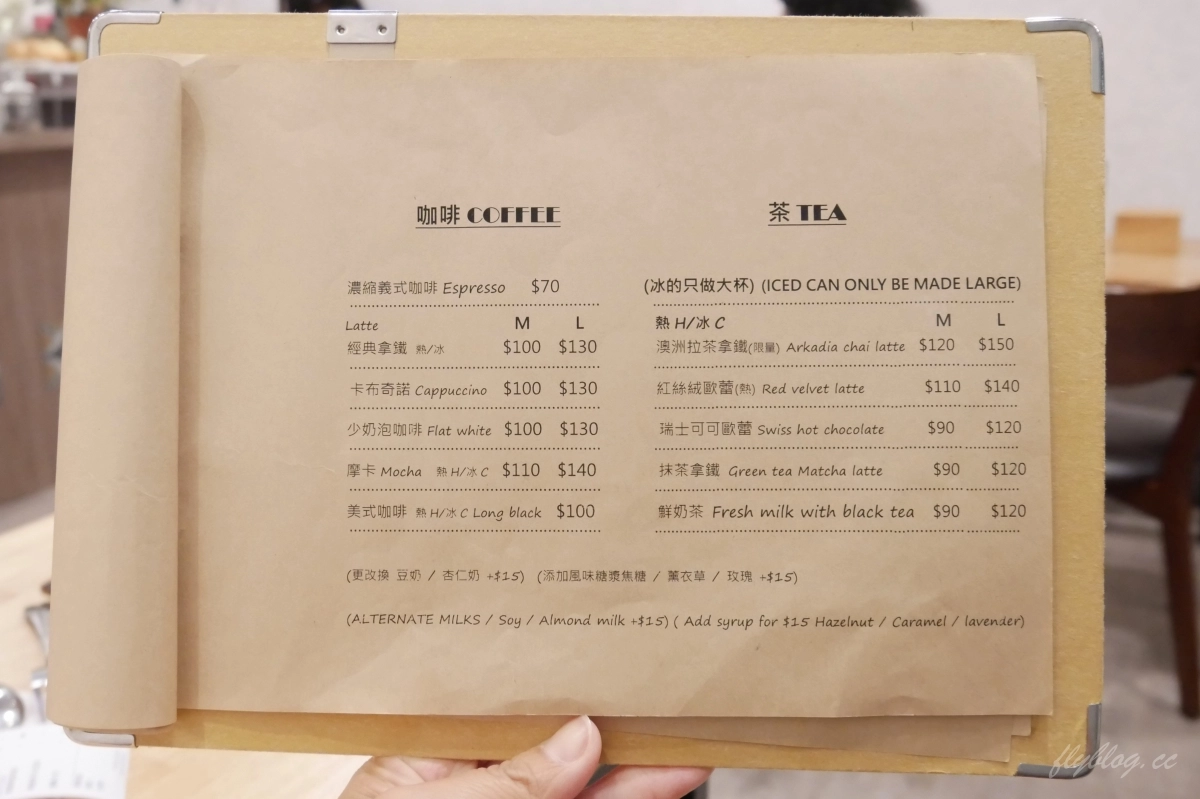 咖啡 COFFEE
濃縮義式咖啡 Espresso $70
Latte M L
經典拿鐵 熱/冰 $100 $130
卡布奇諾 Cappuccino $100 $130
少奶泡咖啡 Flat white $100 $130
摩卡 Mocha 熱 H/冰 C $110 $140
美式咖啡 熱 H/冰 C Long black $100
茶 TEA
(冰的只做大杯) (ICED CAN ONLY BE MADE LARGE)
熱 H/冰 C M L
澳洲拉茶拿鐵(限量) Arkadia chai latte $120 $150
紅絲絨歐蕾(熱) Red velvet latte $110 $140
瑞士可可歐蕾 Swiss hot chocolate $90 $120
抹茶拿鐵 Green tea Matcha latte $90 $120
鮮奶茶 Fresh milk with black tea $90 $120
(更改換 豆奶 / 杏仁奶 +$15) (添加風味糖漿焦糖 / 薰衣草 / 玫瑰 +$15)
(ALTERNATE MILKS / Soy / Almond milk +$15) ( Add syrup for $15 Hazelnut / Caramel / lavender)
flyblog.cc